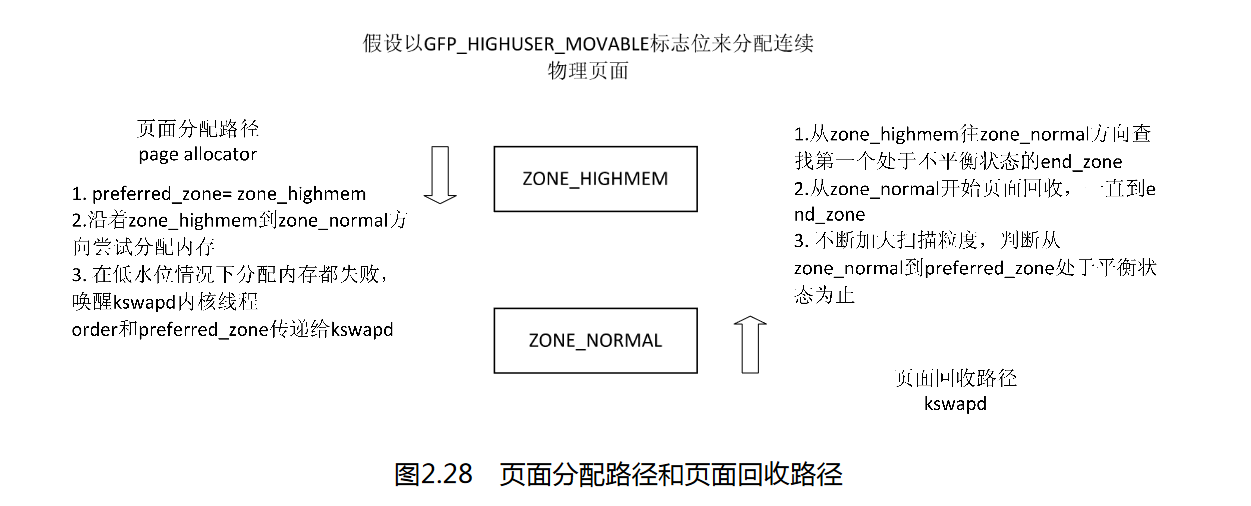 假设以GFP_HIGHUSER_MOVABLE标志位来分配连续
物理页面
页面分配路径
page allocator
1. preferred_zone= zone_highmem
2.沿着zone_highmem到zone_normal方
向尝试分配内存
3. 在低水位情况下分配内存都失败，
唤醒kswapd内核线程
order和preferred_zone传递给kswapd
ZONE_HIGHMEM
ZONE_NORMAL
1.从zone_highmem往zone_normal方向查
找第一个处于不平衡状态的end_zone
2.从zone_normal开始页面回收， 一直到e
nd_zone
3. 不断加大扫描粒度，判断从
zone_normal到preferred_zone处于平衡状
态为止
页面回收路径
kswapd
图2.28 页面分配路径和页面回收路径